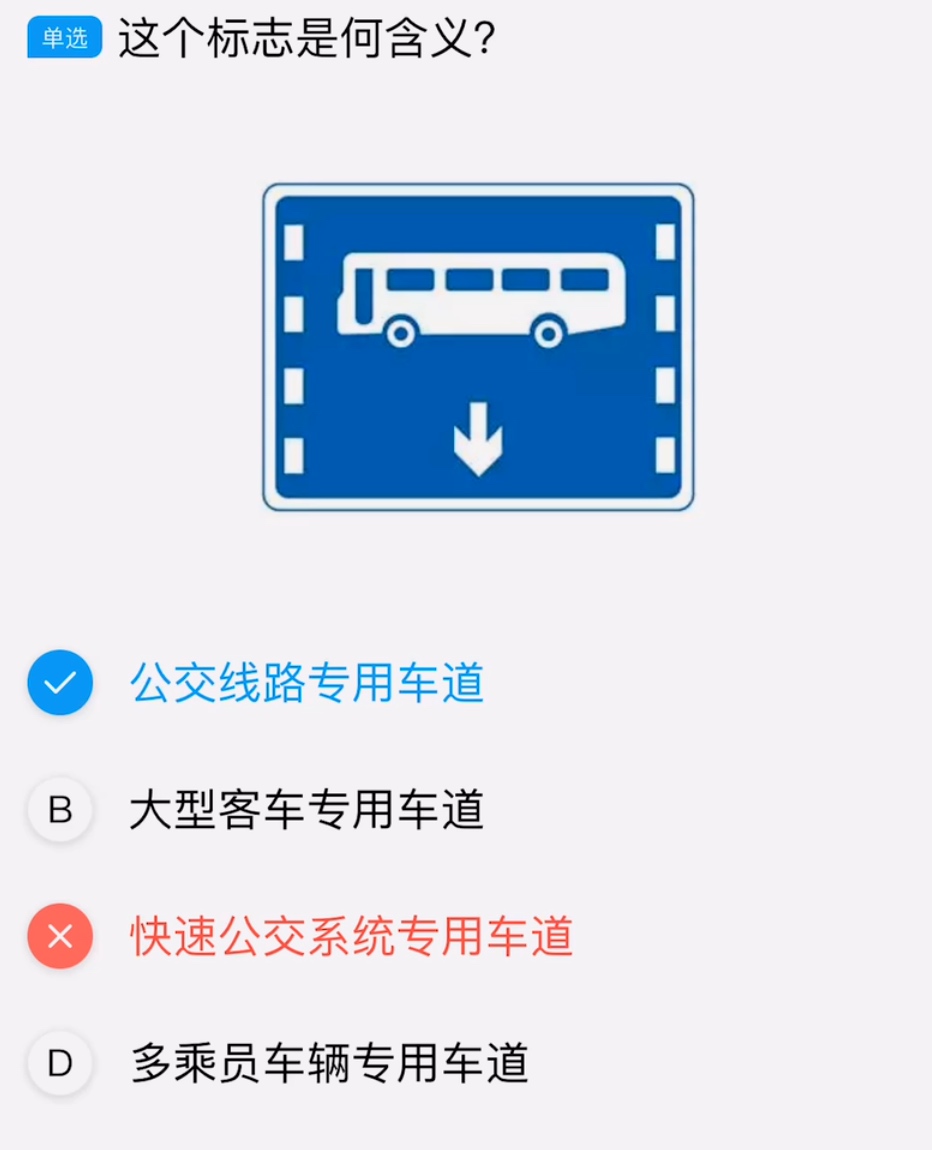 单选 这个标志是何含义?
公交线路专用车道
B 大型客车专用车道
快速公交系统专用车道
D 多乘员车辆专用车道